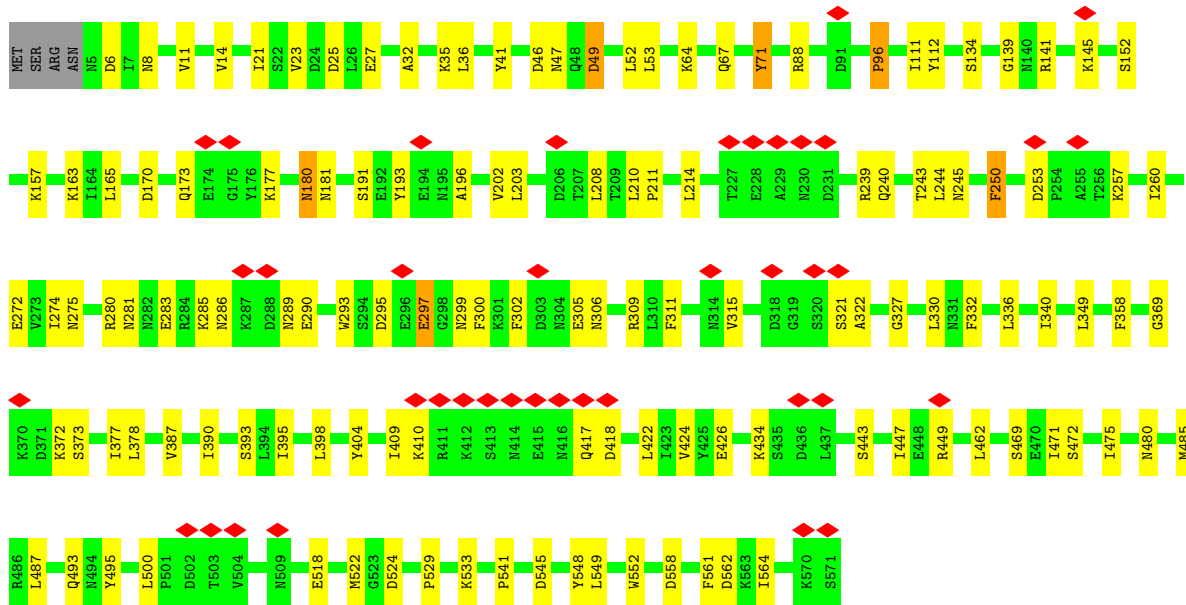 MET SER ARG ASN N5 D6 I7 N8 V11 V14 I21 S22 V23 D24 D25 L26 E27 A32 K35 L36 Y41 D46 N47 Q48 D49 L52 L53 K64 Q67 Y71 R88 D91 P96 I111 Y112 S134 G139 N140 R141 K145 S152
K157 K163 I164 L165 D170 Q173 E174 G175 Y176 K177 N180 N181 S191 E192 Y193 E194 N195 A196 V202 L203 D206 T207 L208 T209 L210 P211 L214 T227 E228 A229 N230 D231 R239 Q240 T243 L244 N245 F250 D253 P254 A255 T256 K257 I260
E272 V273 I274 N275 R280 N281 N282 E283 R284 K285 N286 K287 D288 N289 E290 W293 S294 D295 E296 E297 G298 N299 F300 K301 F302 D303 N304 E305 N306 R309 L310 F311 N314 V315 D318 G319 S320 S321 A322 G327 L330 N331 F332 L336 I340 L349 F358 G369
K370 D371 K372 S373 I377 L378 V387 I390 S393 L394 I395 L398 Y404 I409 K410 R411 K412 S413 N414 E415 N416 Q417 D418 L422 I423 V424 Y425 E426 K434 S435 D436 L437 S443 I447 E448 R449 L462 S469 E470 I471 S472 I475 N480 M485
R486 L487 Q493 N494 Y495 L500 P501 D502 T503 V504 N509 E518 M522 G523 D524 P529 K533 P541 D545 Y548 L549 W552 D558 F561 D562 K563 I564 K570 S571